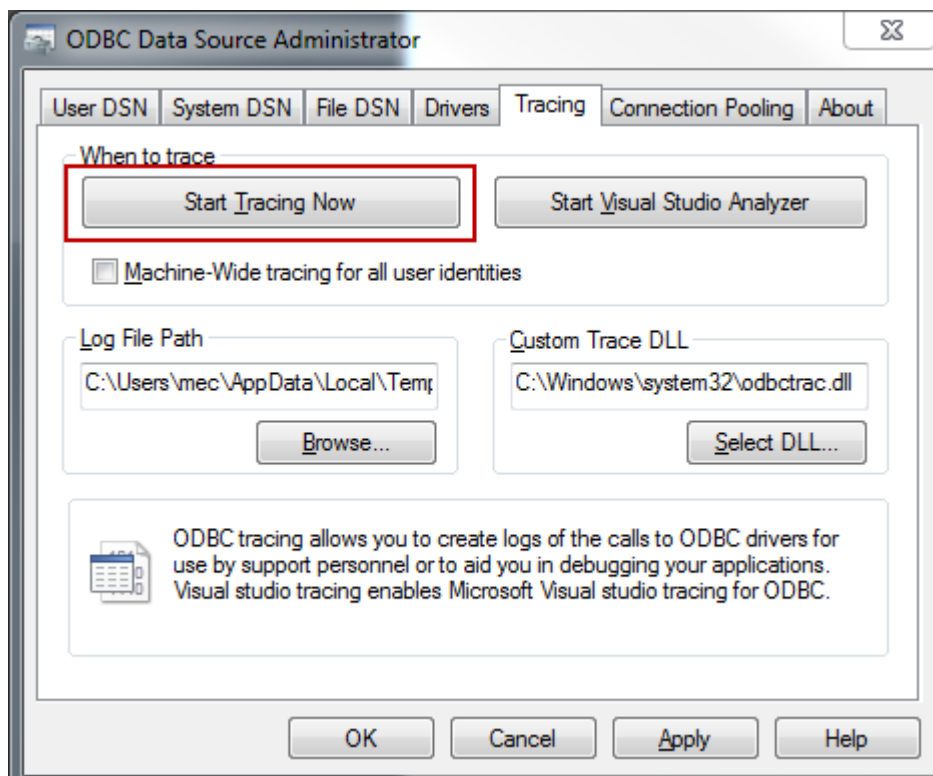 ODBC Data Source Administrator
User DSN System DSN File DSN Drivers Tracing Connection Pooling About
When to trace
Start Tracing Now Start Visual Studio Analyzer
Machine-Wide tracing for all user identities
Log File Path Custom Trace DLL
C:\Users\mec\AppData\Local\Temp C:\Windows\system32\odbctrac.dll
Browse... Select DLL...
ODBC tracing allows you to create logs of the calls to ODBC drivers for
use by support personnel or to aid you in debugging your applications.
Visual studio tracing enables Microsoft Visual studio tracing for ODBC.
OK Cancel Apply Help